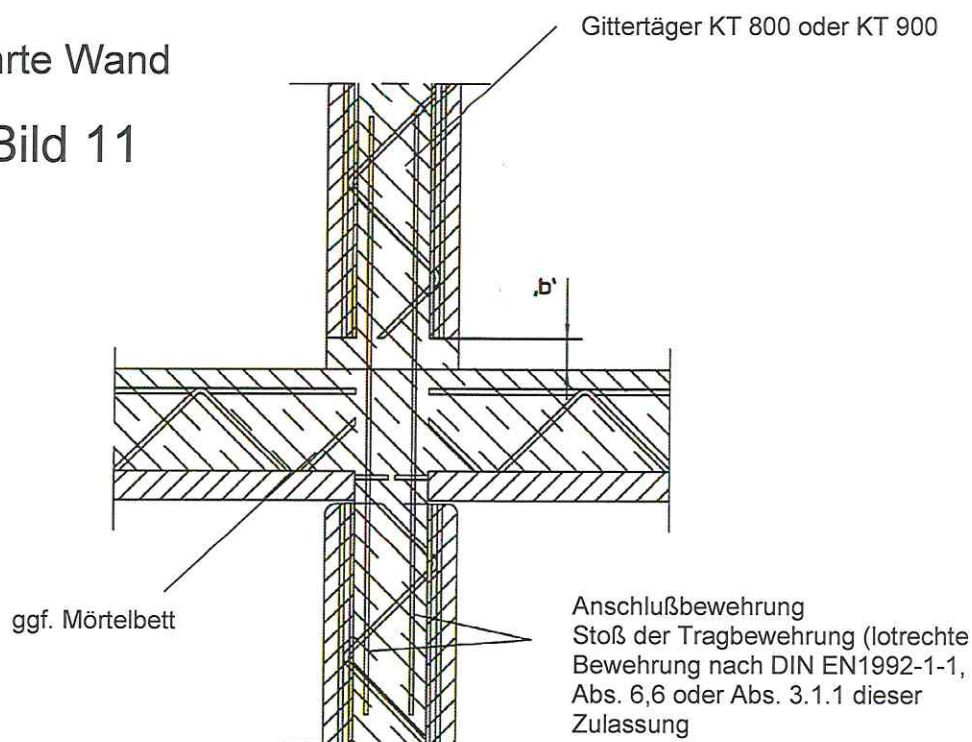 Gittertäger KT 800 oder KT 900
Wand
Bild 11
‚b‘
ggf. Mörtelbett
Anschlußbewehrung
Stoß der Tragbewehrung (lotrechte
Bewehrung nach DIN EN1992-1-1,
Abs. 6,6 oder Abs. 3.1.1 dieser
Zulassung